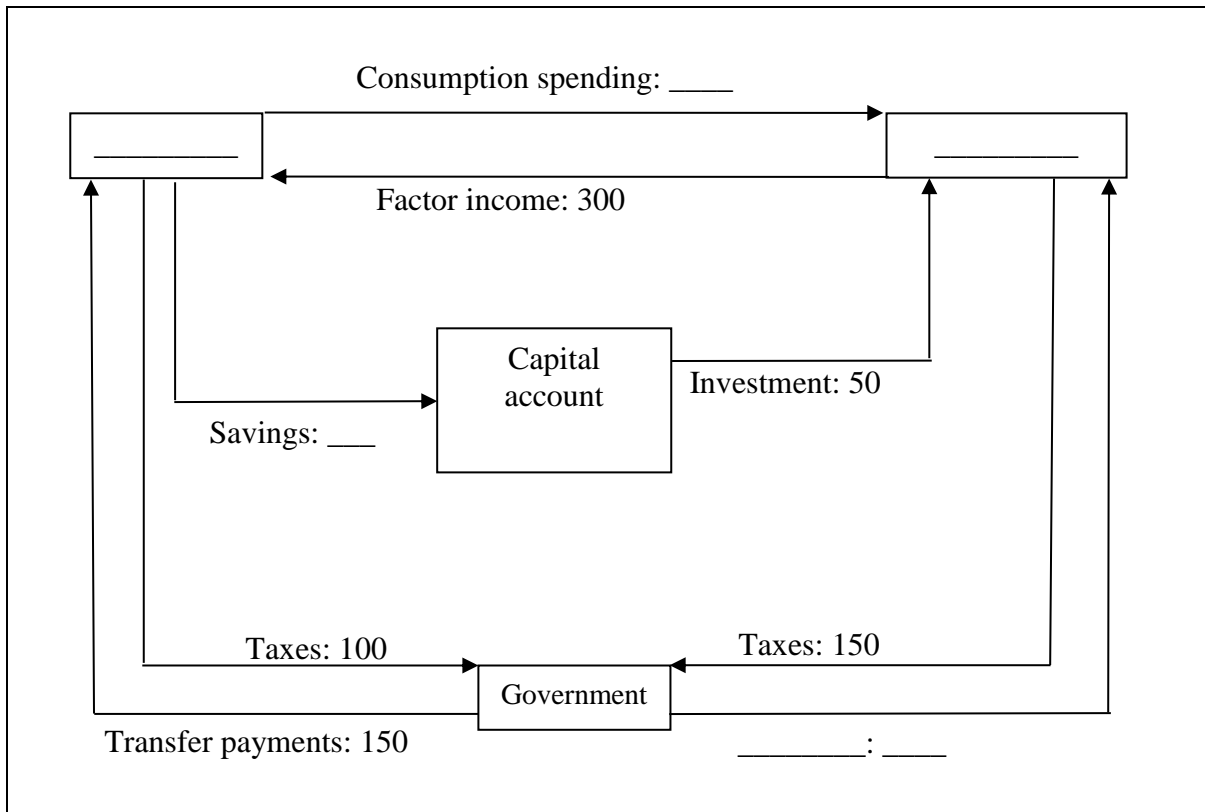 Consumption spending: ____
_________
_________
Factor income: 300
Capital
account
Investment: 50
Savings: ___
Taxes: 100
Taxes: 150
Government
Transfer payments: 150
________: ____